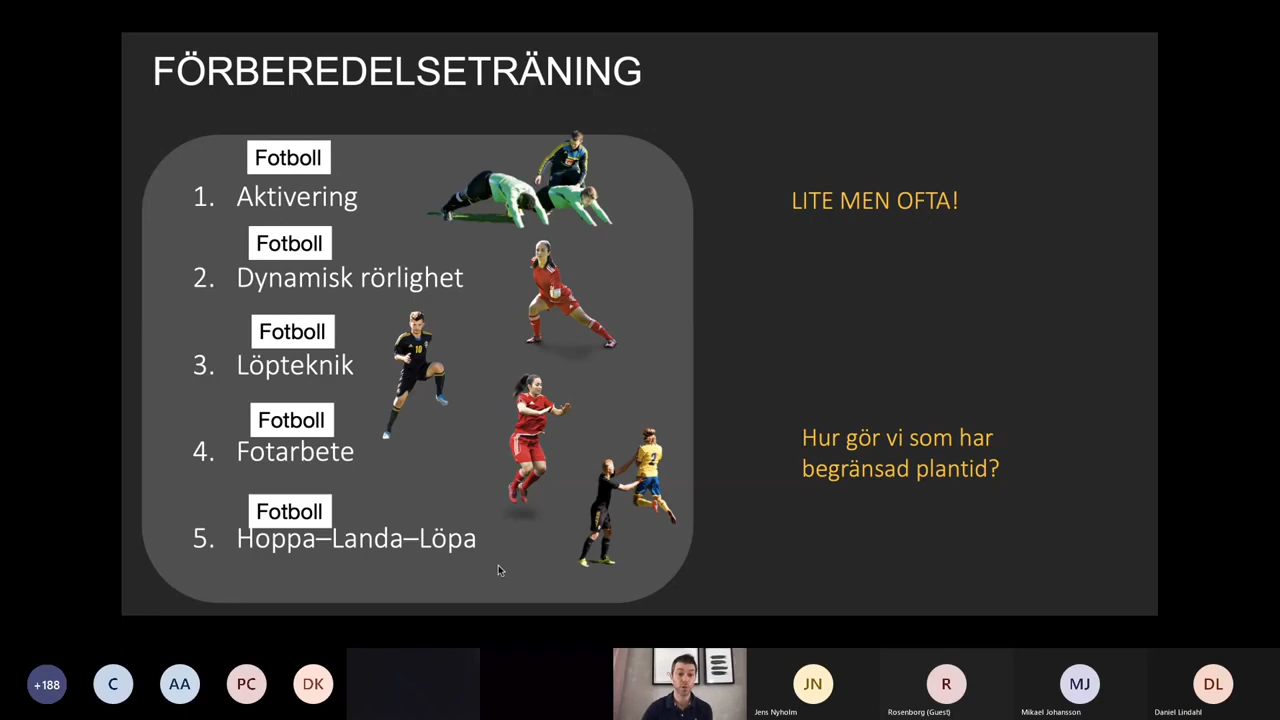 FÖRBEREDELSETRÄNING
Fotboll
1. Aktivering
Fotboll
2. Dynamisk rörlighet
Fotboll
3. Löpteknik
Fotboll
4. Fotarbete
Fotboll
5. Hoppa–Landa–Löpa
LITE MEN OFTA!
Hur gör vi som har
begränsad plantid?
10
2
+188
C
AA
PC
DK
JN
R
MJ
DL
Jens Nyholm
Rosenborg (Guest)
Mikael Johansson
Daniel Lindahl